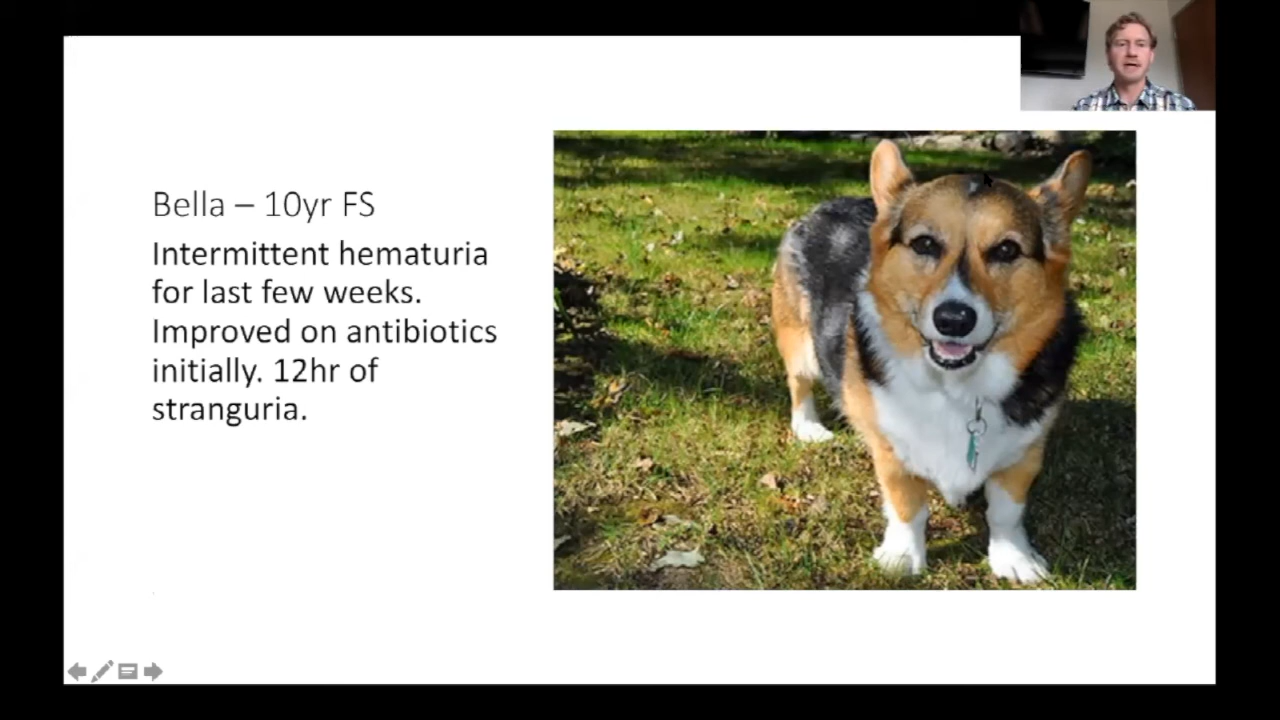 Bella – 10yr FS
Intermittent hematuria
for last few weeks.
Improved on antibiotics
initially. 12hr of
stranguria.